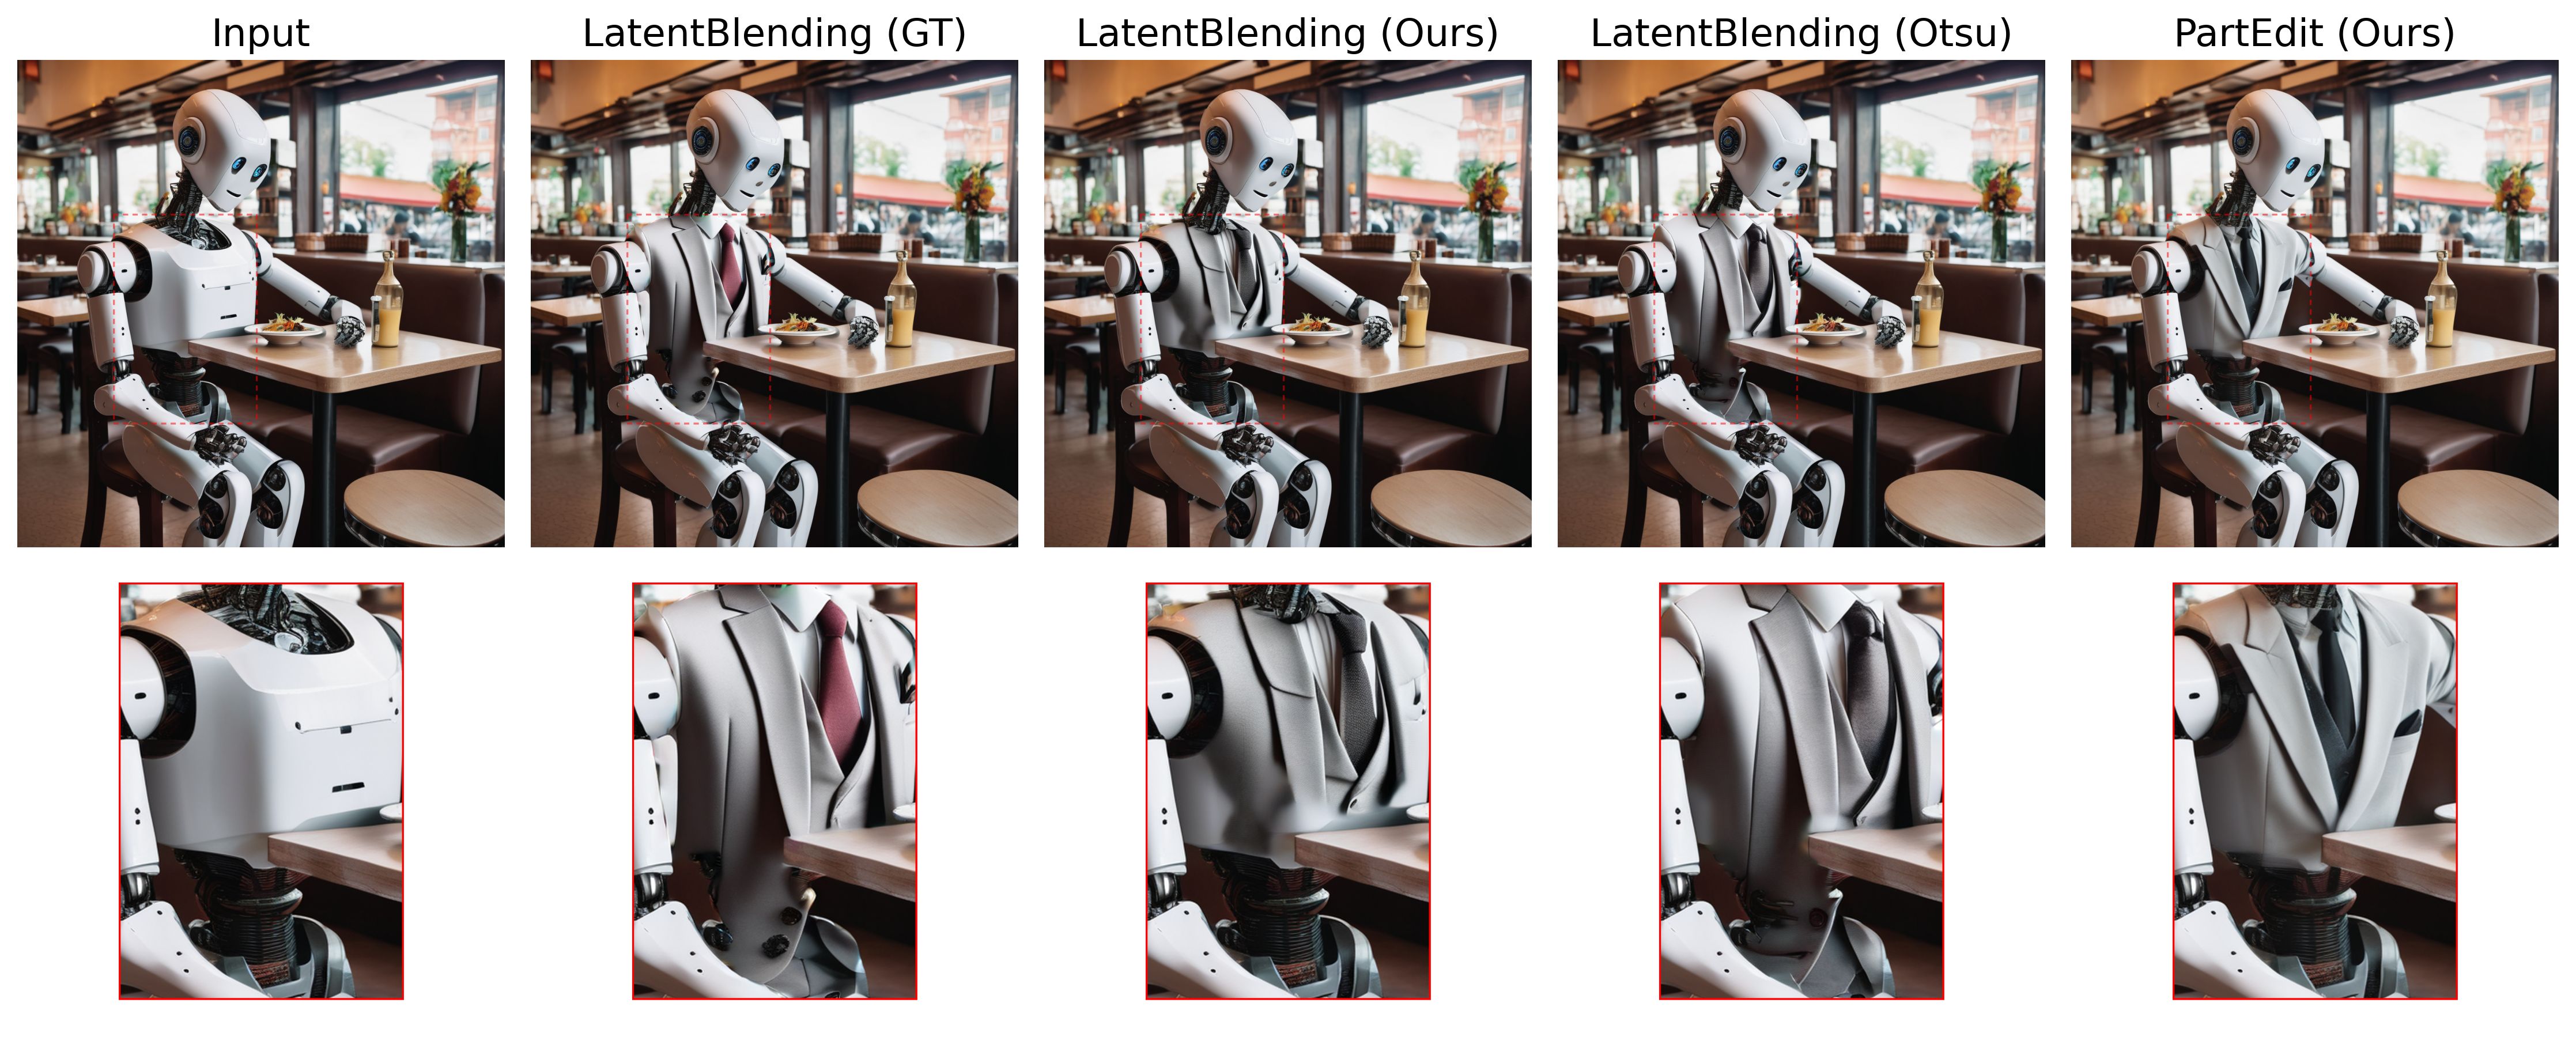 Input
LatentBlending (GT)
LatentBlending (Ours)
LatentBlending (Otsu)
PartEdit (Ours)